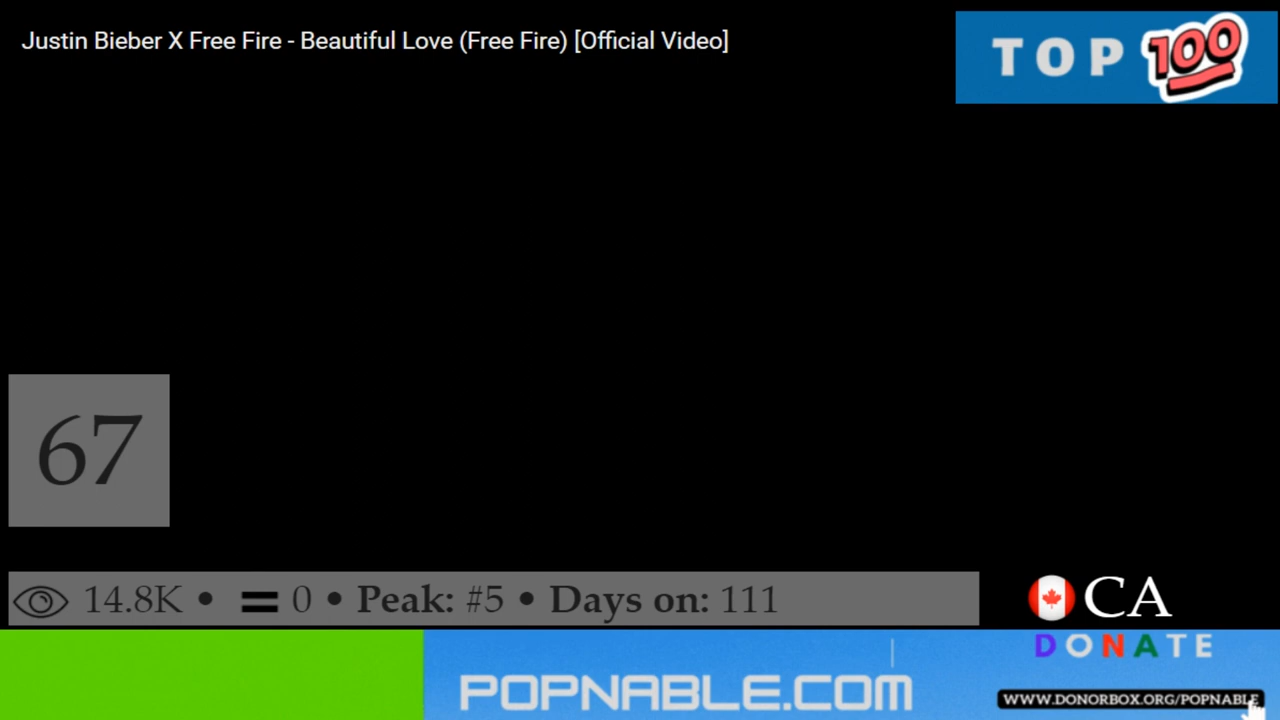 Justin Bieber X Free Fire - Beautiful Love (Free Fire) [Official Video]
TOP 100
67
14.8K • = 0 • Peak: #5 • Days on: 111
CA
DONATE
POPNABLE.COM
WWW.DONORBOX.ORG/POPNABLE